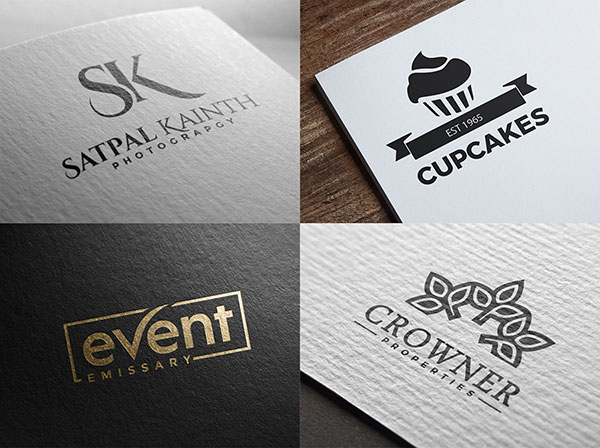 SK
SATPAL KAINTH
PHOTOGRAPGY
EST 1965
CUPCAKES
event
EMISSARY
CROWNER
PROPERTIES